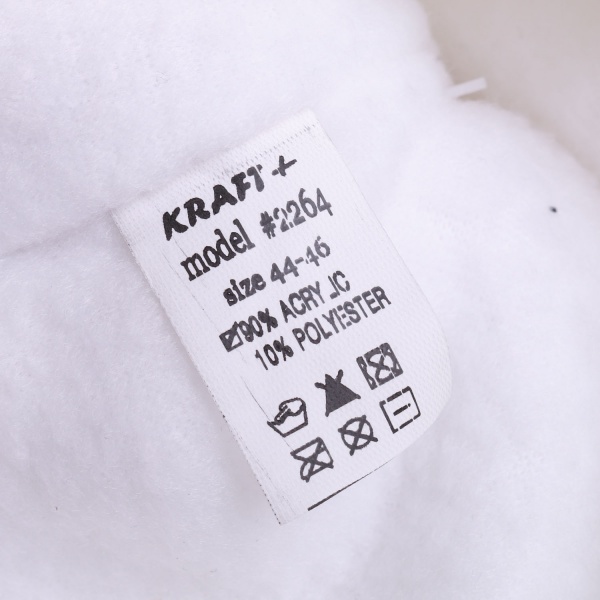 KRAFT+
model #2264
size 44-46
90% ACRYLIC
10% POLYESTER